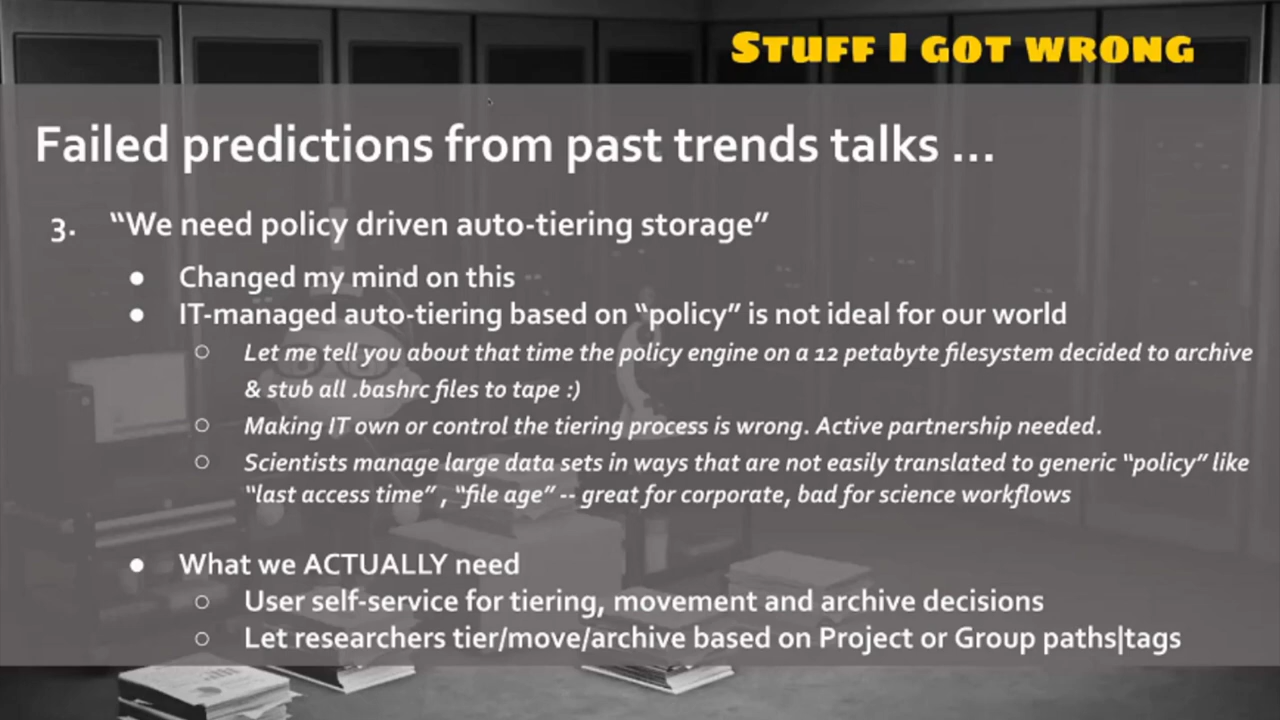 Stuff I got wrong
Failed predictions from past trends talks ...
3. “We need policy driven auto-tiering storage”
● Changed my mind on this
● IT-managed auto-tiering based on “policy” is not ideal for our world
○ Let me tell you about that time the policy engine on a 12 petabyte filesystem decided to archive
& stub all .bashrc files to tape :)
○ Making IT own or control the tiering process is wrong. Active partnership needed.
○ Scientists manage large data sets in ways that are not easily translated to generic “policy” like
“last access time” , “file age” -- great for corporate, bad for science workflows
● What we ACTUALLY need
○ User self-service for tiering, movement and archive decisions
○ Let researchers tier/move/archive based on Project or Group paths|tags